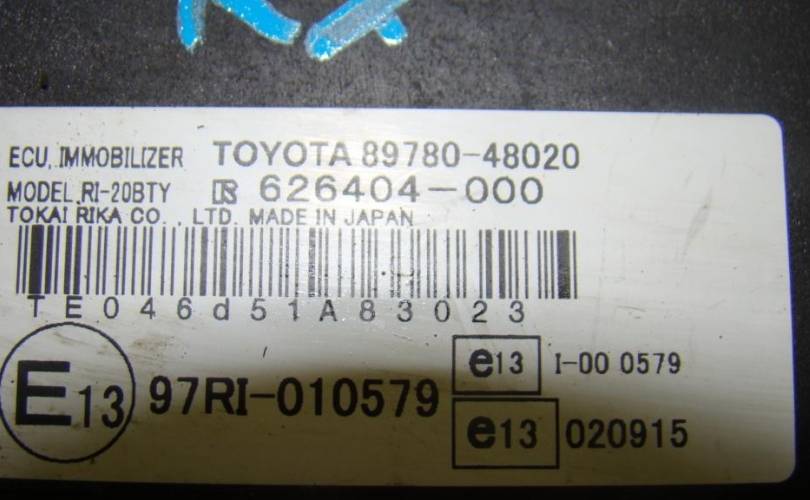 RX
ECU, IMMOBILIZER TOYOTA 89780-48020
MODEL RI-20BTY 626404-000
TOKAI RIKA CO., LTD. MADE IN JAPAN
TE046d51A83023
E13 97RI-010579
e13 I-00 0579
e13 020915